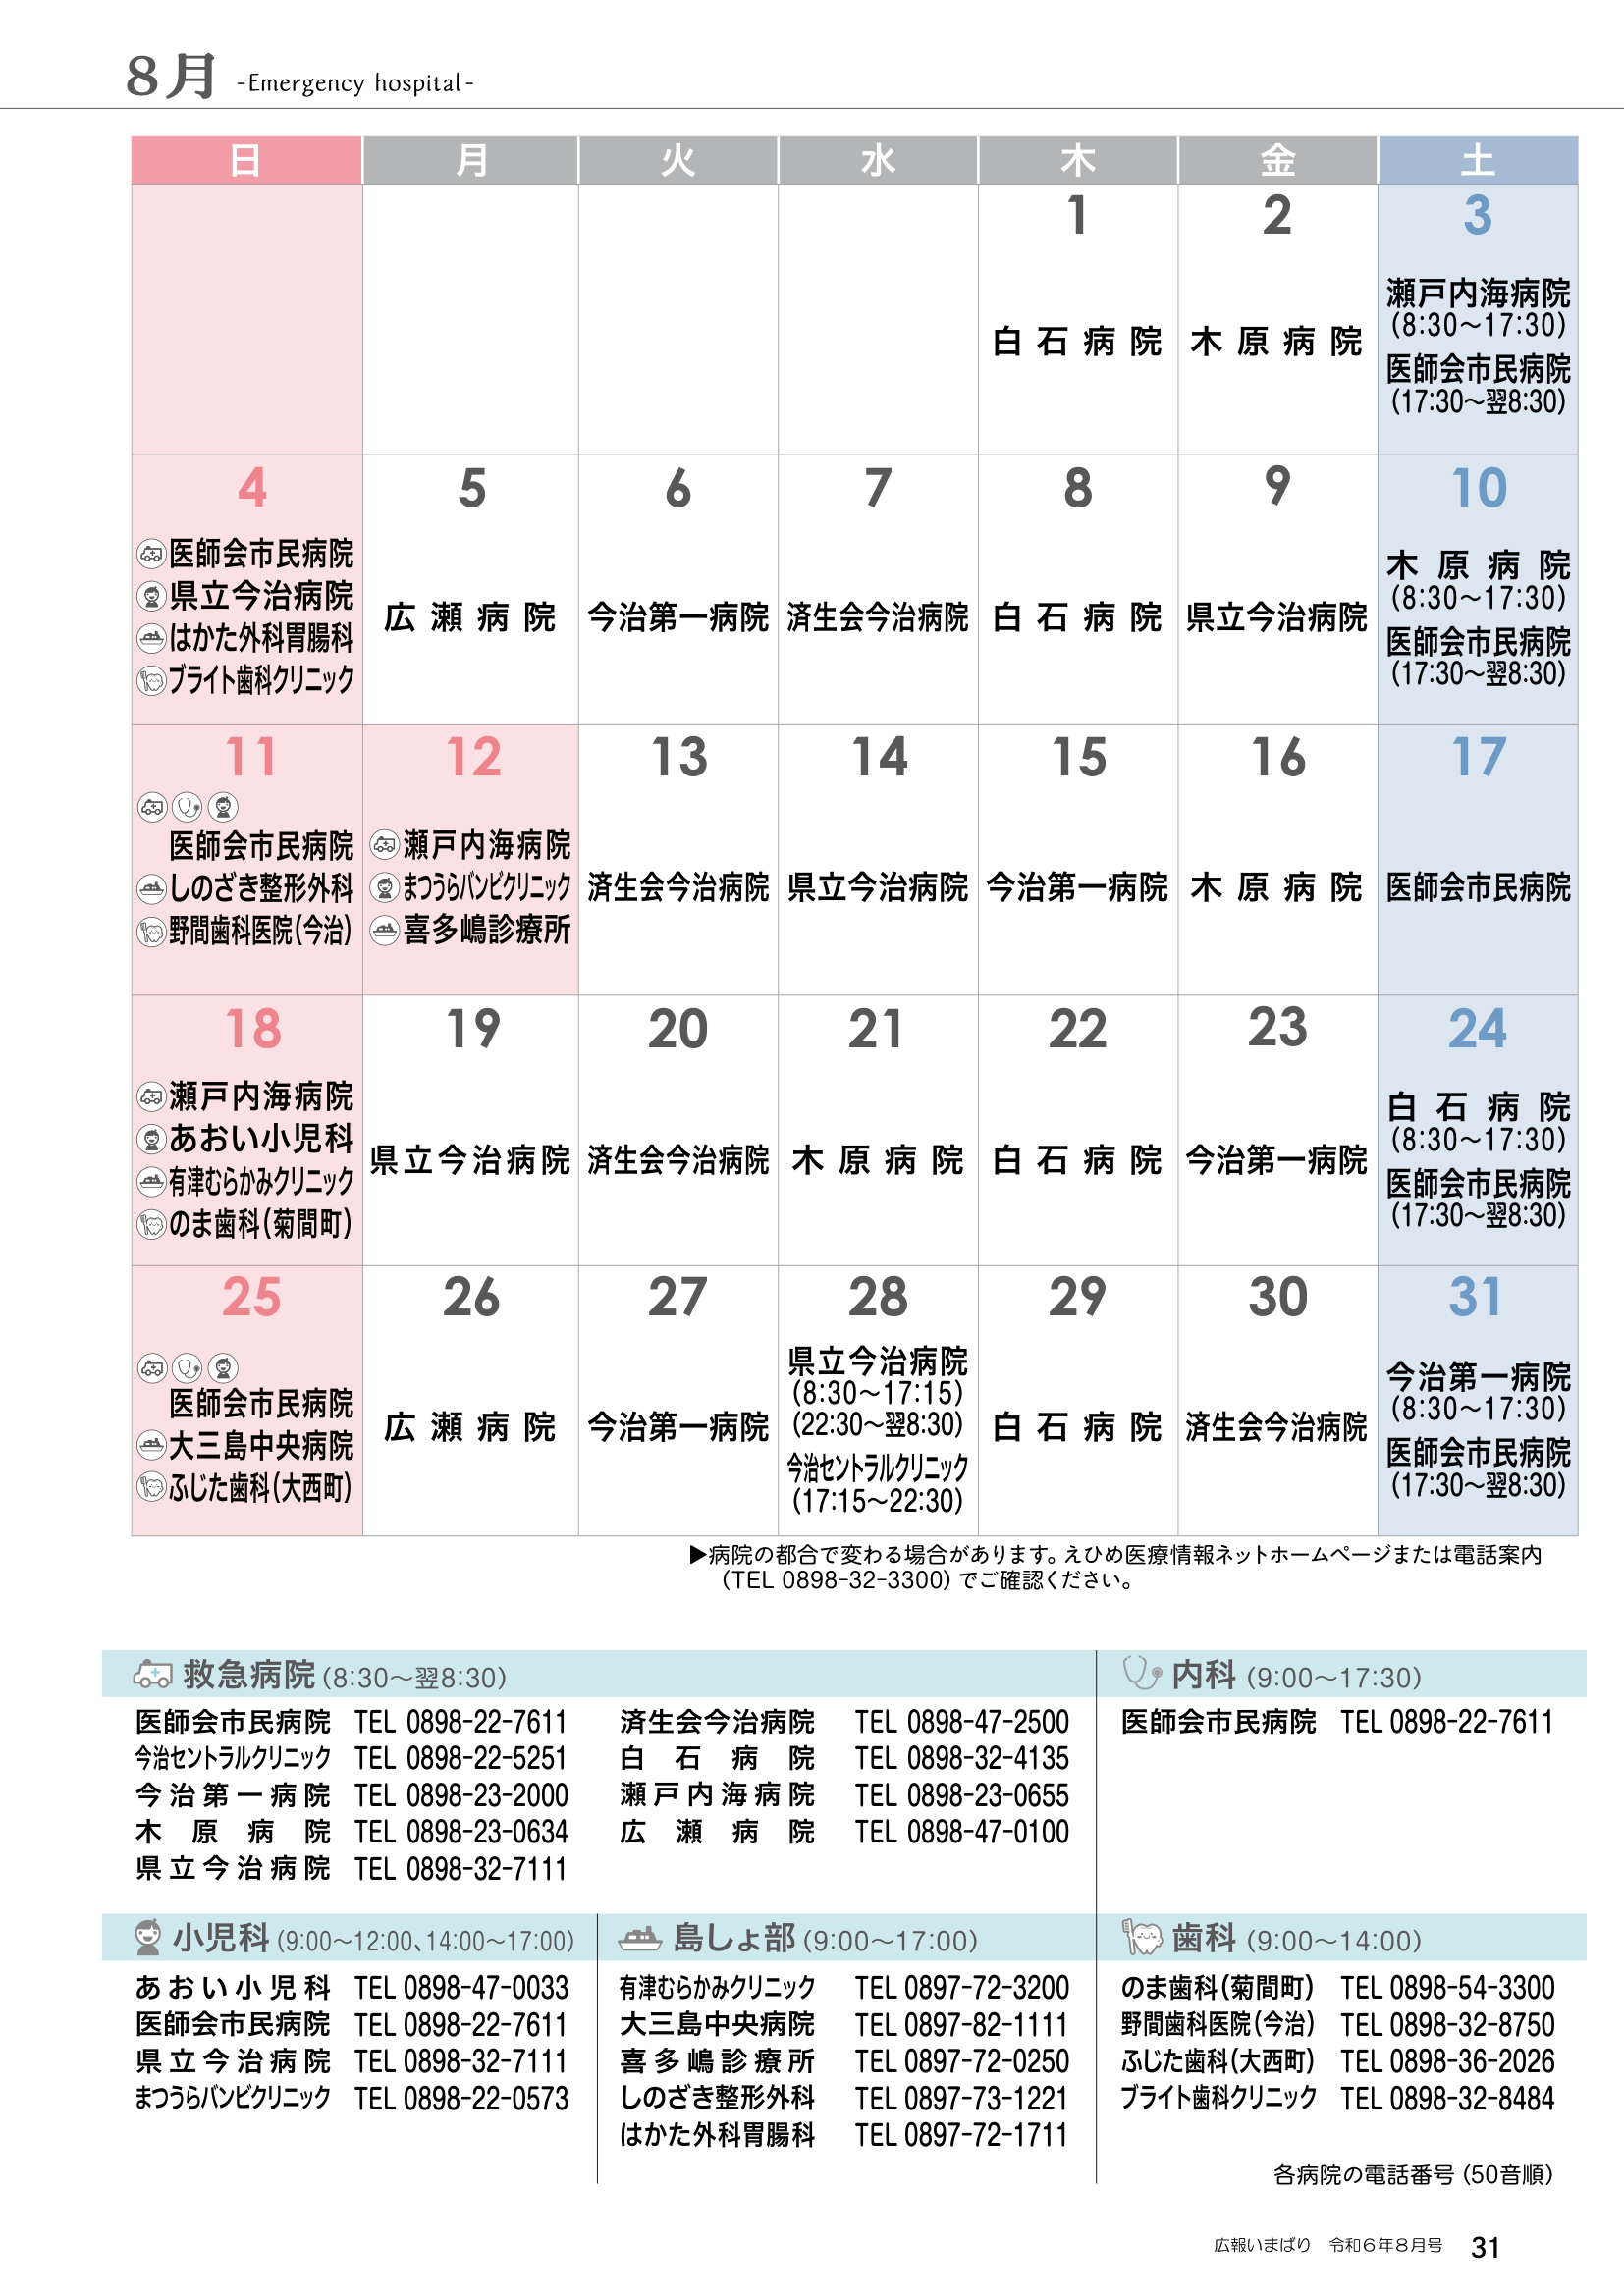 8月 -Emergency hospital-
日 月 火 水 木 金 土
1
白石病院
2
木原病院
3
瀬戸内海病院
(8:30〜17:30)
医師会市民病院
(17:30〜翌8:30)
4
医師会市民病院
県立今治病院
はかた外科胃腸科
ブライト歯科クリニック
5
広瀬病院
6
今治第一病院
7
済生会今治病院
8
白石病院
9
県立今治病院
10
木原病院
(8:30〜17:30)
医師会市民病院
(17:30〜翌8:30)
11
医師会市民病院
しのざき整形外科
野間歯科医院(今治)
12
瀬戸内海病院
まつうらバンビクリニック
喜多嶋診療所
13
済生会今治病院
14
県立今治病院
15
今治第一病院
16
木原病院
17
医師会市民病院
18
瀬戸内海病院
あおい小児科
有津むらかみクリニック
のま歯科(菊間町)
19
県立今治病院
20
済生会今治病院
21
木原病院
22
白石病院
23
今治第一病院
24
白石病院
(8:30〜17:30)
医師会市民病院
(17:30〜翌8:30)
25
医師会市民病院
大三島中央病院
ふじた歯科(大西町)
26
広瀬病院
27
今治第一病院
28
県立今治病院
(8:30〜17:15)
(22:30〜翌8:30)
今治セントラルクリニック
(17:15〜22:30)
29
白石病院
30
済生会今治病院
31
今治第一病院
(8:30〜17:30)
医師会市民病院
(17:30〜翌8:30)
▶病院の都合で変わる場合があります。えひめ医療情報ネットホームページまたは電話案内
(TEL 0898-32-3300) でご確認ください。
救急病院 (8:30〜翌8:30)
医師会市民病院 TEL 0898-22-7611
今治セントラルクリニック TEL 0898-22-5251
今治第一病院 TEL 0898-23-2000
木原病院 TEL 0898-23-0634
県立今治病院 TEL 0898-32-7111
済生会今治病院 TEL 0898-47-2500
白石病院 TEL 0898-32-4135
瀬戸内海病院 TEL 0898-23-0655
広瀬病院 TEL 0898-47-0100
内科 (9:00〜17:30)
医師会市民病院 TEL 0898-22-7611
小児科 (9:00〜12:00、14:00〜17:00)
あおい小児科 TEL 0898-47-0033
医師会市民病院 TEL 0898-22-7611
県立今治病院 TEL 0898-32-7111
まつうらバンビクリニック TEL 0898-22-0573
島しょ部 (9:00〜17:00)
有津むらかみクリニック TEL 0897-72-3200
大三島中央病院 TEL 0897-82-1111
喜多嶋診療所 TEL 0897-72-0250
しのざき整形外科 TEL 0897-73-1221
はかた外科胃腸科 TEL 0897-72-1711
歯科 (9:00〜14:00)
のま歯科(菊間町) TEL 0898-54-3300
野間歯科医院(今治) TEL 0898-32-8750
ふじた歯科(大西町) TEL 0898-36-2026
ブライト歯科クリニック TEL 0898-32-8484
各病院の電話番号 (50音順)
広報いまばり 令和6年8月号 31